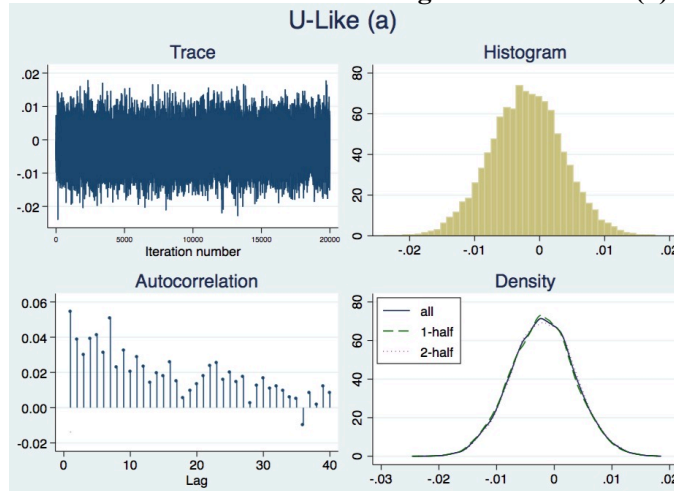 (a)
U-Like (a)
Trace
.02
.01
0
-.01
-.02
0 5000 10000 15000 20000
Iteration number
Histogram
80
60
40
20
0
-.02 -.01 0 .01 .02
Autocorrelation
0.06
0.04
0.02
0.00
-0.02
0 10 20 30 40
Lag
Density
80
60
40
20
0
all
1-half
2-half
-.03 -.02 -.01 0 .01 .02